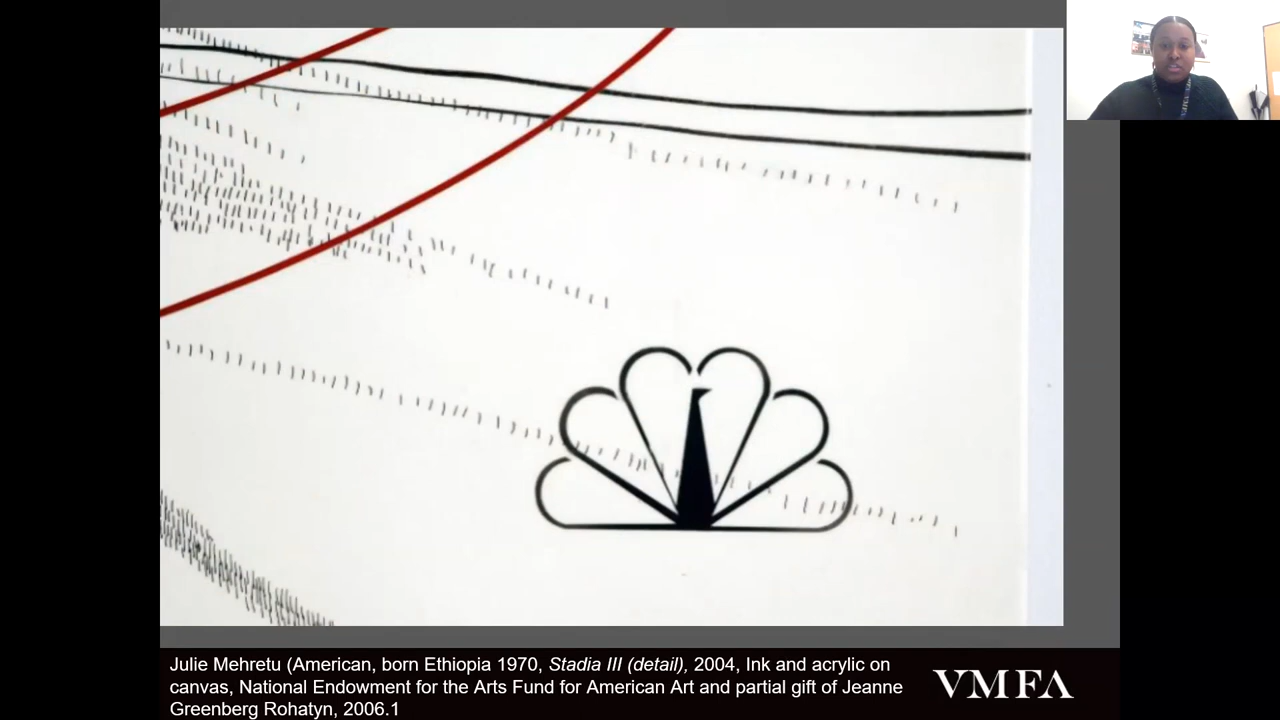 Julie Mehretu (American, born Ethiopia 1970, Stadia III (detail), 2004, Ink and acrylic on
canvas, National Endowment for the Arts Fund for American Art and partial gift of Jeanne
Greenberg Rohatyn, 2006.1
VMFA